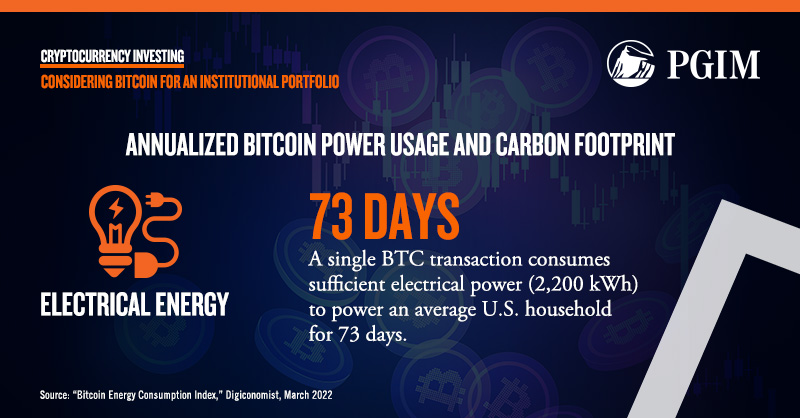 CRYPTOCURRENCY INVESTING
CONSIDERING BITCOIN FOR AN INSTITUTIONAL PORTFOLIO
PGIM
ANNUALIZED BITCOIN POWER USAGE AND CARBON FOOTPRINT
73 DAYS
A single BTC transaction consumes
sufficient electrical power (2,200 kWh)
to power an average U.S. household
for 73 days.
ELECTRICAL ENERGY
Source: “Bitcoin Energy Consumption Index,” Digiconomist, March 2022